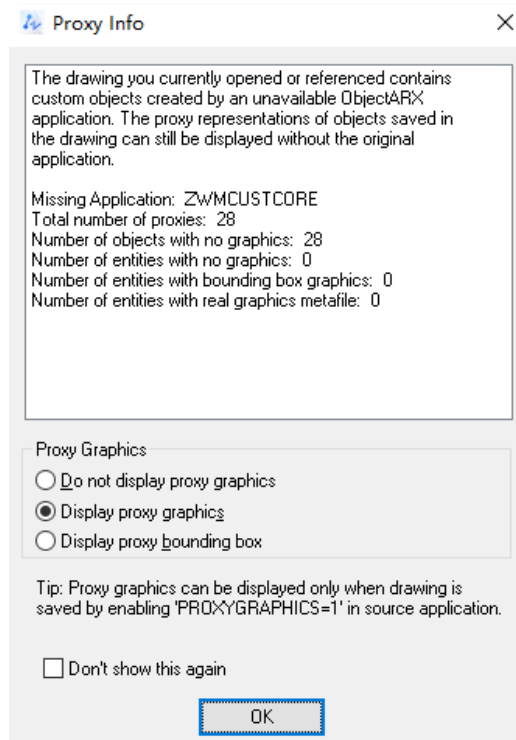 Proxy Info
The drawing you currently opened or referenced contains
custom objects created by an unavailable ObjectARX
application. The proxy representations of objects saved in
the drawing can still be displayed without the original
application.
Missing Application: ZWMCUSTCORE
Total number of proxies: 28
Number of objects with no graphics: 28
Number of entities with no graphics: 0
Number of entities with bounding box graphics: 0
Number of entities with real graphics metafile: 0
Proxy Graphics
Do not display proxy graphics
Display proxy graphics
Display proxy bounding box
Tip: Proxy graphics can be displayed only when drawing is
saved by enabling 'PROXYGRAPHICS=1' in source application.
Don't show this again
OK